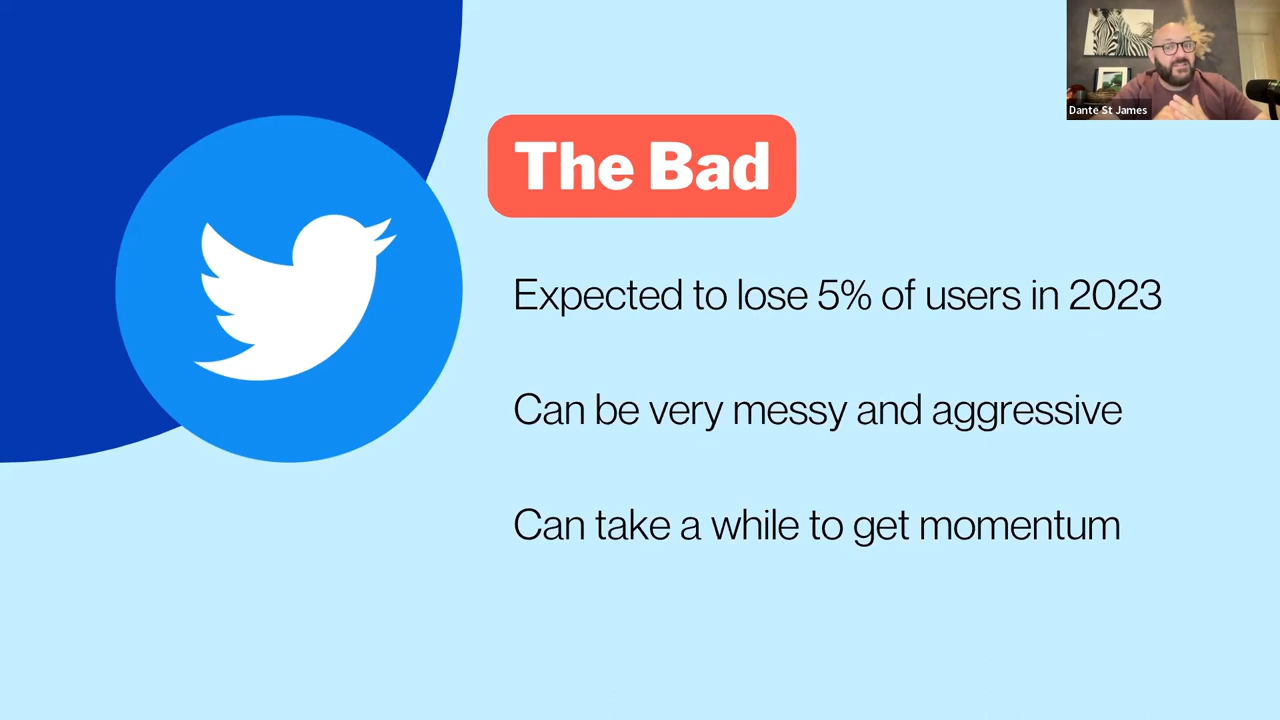 Dante St James
The Bad
Expected to lose 5% of users in 2023
Can be very messy and aggressive
Can take a while to get momentum